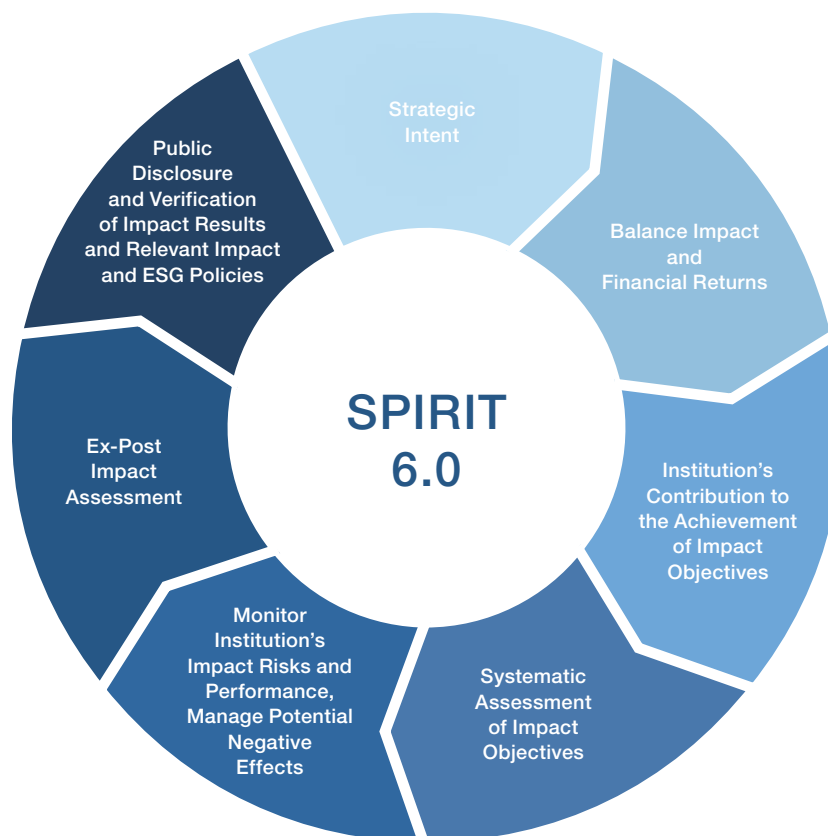 Strategic
Intent
Balance Impact
and
Financial Returns
Institution's
Contribution to
the Achievement
of Impact
Objectives
Systematic
Assessment
of Impact
Objectives
Monitor
Institution's
Impact Risks and
Performance,
Manage Potential
Negative
Effects
Ex-Post
Impact
Assessment
Public
Disclosure
and Verification
of Impact Results
and Relevant Impact
and ESG Policies
SPIRIT
6.0